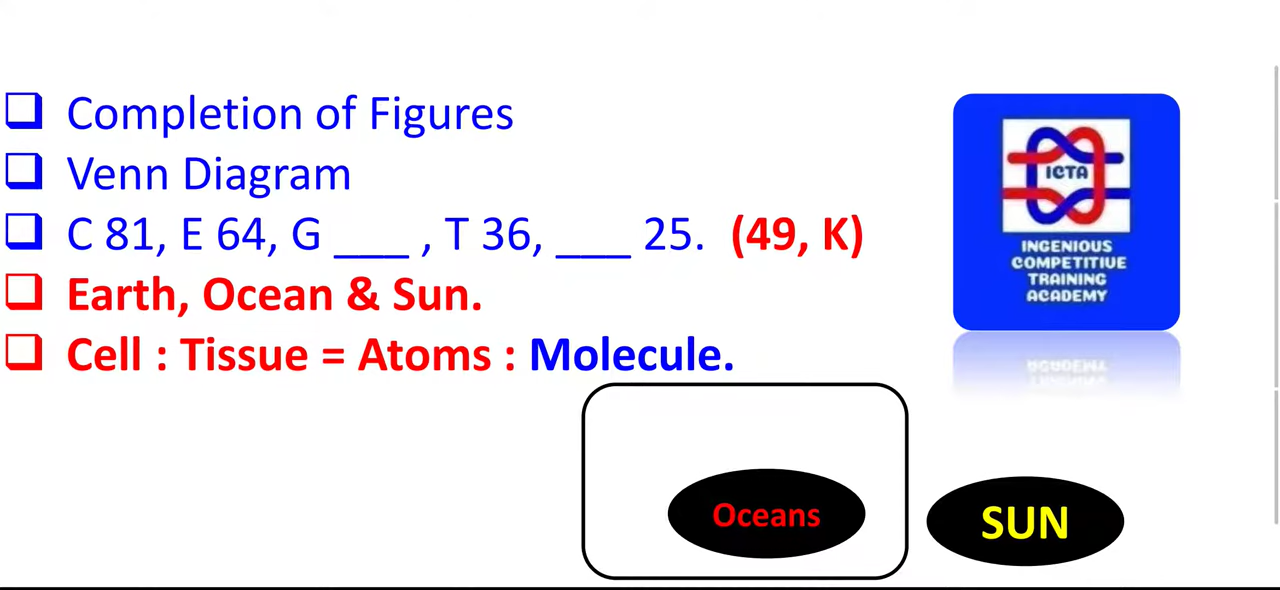 Completion of Figures
Venn Diagram
C 81, E 64, G ___ , T 36, ___ 25. (49, K)
Earth, Ocean & Sun.
Cell : Tissue = Atoms : Molecule.
ICTA
INGENIOUS
COMPETITIVE
TRAINING
ACADEMY
Oceans
SUN